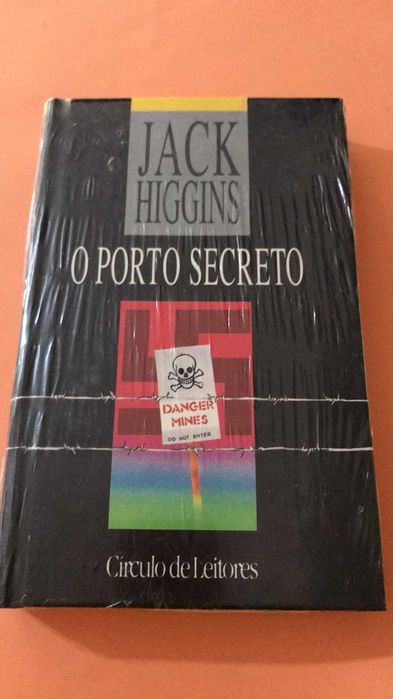 JACK
HIGGINS
O PORTO SECRETO
DANGER
MINES
DO NOT ENTER
Círculo de Leitores